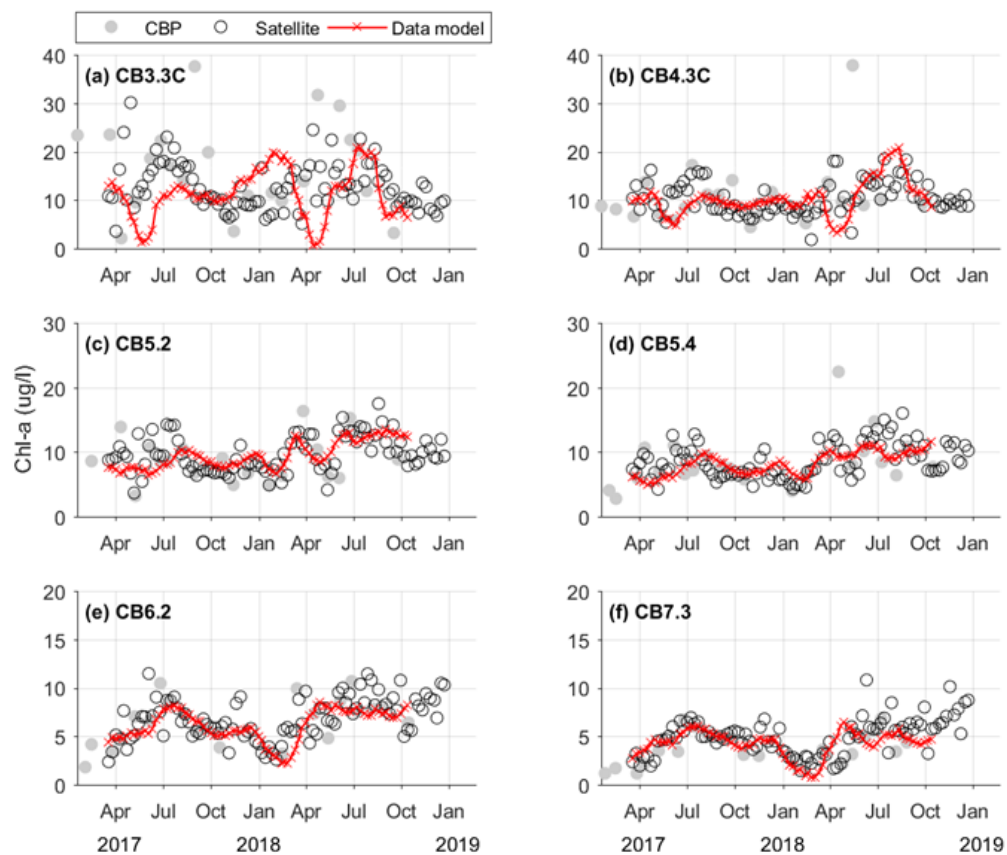 CBP Satellite Data model
(a) CB3.3C
(b) CB4.3C
40 40
30 30
20 20
10 10
0 0
Apr Jul Oct Jan Apr Jul Oct Jan
Apr Jul Oct Jan Apr Jul Oct Jan
Chl-a (ug/l)
(c) CB5.2
(d) CB5.4
30 30
20 20
10 10
0 0
Apr Jul Oct Jan Apr Jul Oct Jan
Apr Jul Oct Jan Apr Jul Oct Jan
(e) CB6.2
(f) CB7.3
20 20
15 15
10 10
5 5
0 0
Apr Jul Oct Jan Apr Jul Oct Jan
Apr Jul Oct Jan Apr Jul Oct Jan
2017 2018 2019
2017 2018 2019